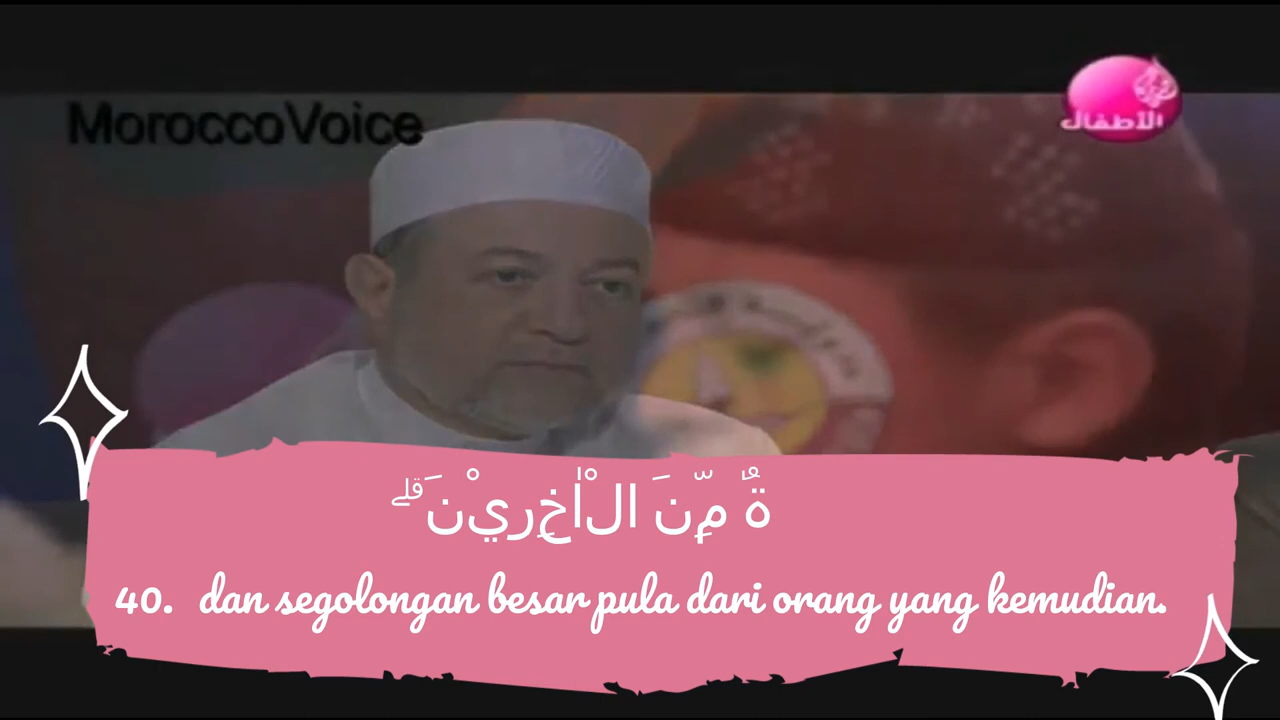 MoroccoVoice
الأطفال
ةٌ مِّنَ الْاٰخِرِيْنَۗ
40. dan segolongan besar pula dari orang yang kemudian.